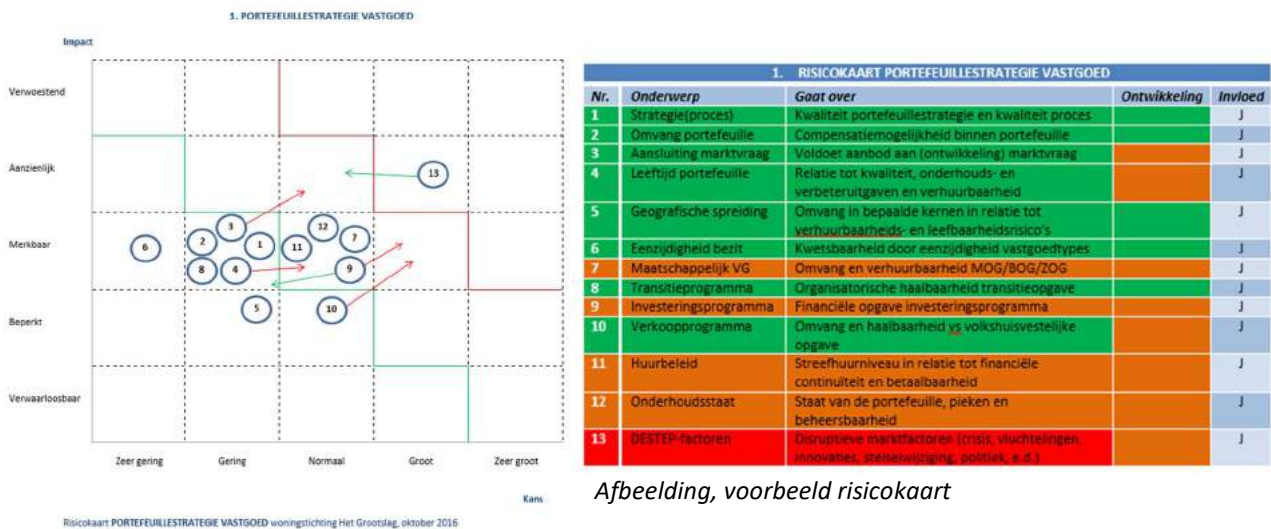 1. PORTEFEUILLESTRATEGIE VASTGOED
Impact
Verwoestend
Aanzienlijk
13
Merkbaar
6
2
3
1
11
12
7
8
4
9
Beperkt
5
10
Verwaarloosbaar
Zeer gering Gering Normaal Groot Zeer groot
Kans
Risicokaart PORTEFEUILLESTRATEGIE VASTGOED woningstichting Het Grootslag, oktober 2016
1. RISICOKAART PORTEFEUILLESTRATEGIE VASTGOED
Nr. Onderwerp Gaat over Ontwikkeling Invloed
1 Strategie(proces) Kwaliteit portefeuillestrategie en kwaliteit proces J
2 Omvang portefeuille Compensatiemogelijkheid binnen portefeuille J
3 Aansluiting marktvraag Voldoet aanbod aan (ontwikkeling) marktvraag J
4 Leeftijd portefeuille Relatie tot kwaliteit, onderhouds- en J
verbeteruitgaven en verhuurbaarheid
5 Geografische spreiding Omvang in bepaalde kernen in relatie tot J
verhuurbaarheids- en leefbaarheidsrisico's
6 Eenzijdigheid bezit Kwetsbaarheid door eenzijdigheid vastgoedtypes J
7 Maatschappelijk VG Omvang en verhuurbaarheid MOG/BOG/ZOG J
8 Transitieprogramma Organisatorische haalbaarheid transitieopgave J
9 Investeringsprogramma Financiële opgave investeringsprogramma J
10 Verkoopprogramma Omvang en haalbaarheid vs volkshuisvestelijke J
opgave
11 Huurbeleid Streefhuurniveau in relatie tot financiële J
continuïteit en betaalbaarheid
12 Onderhoudsstaat Staat van de portefeuille, pieken en J
beheersbaarheid
13 DESTEP-factoren Disruptieve marktfactoren (crisis, vluchtelingen, J
innovaties, stelselwijziging, politiek, e.d.)
Afbeelding, voorbeeld risicokaart